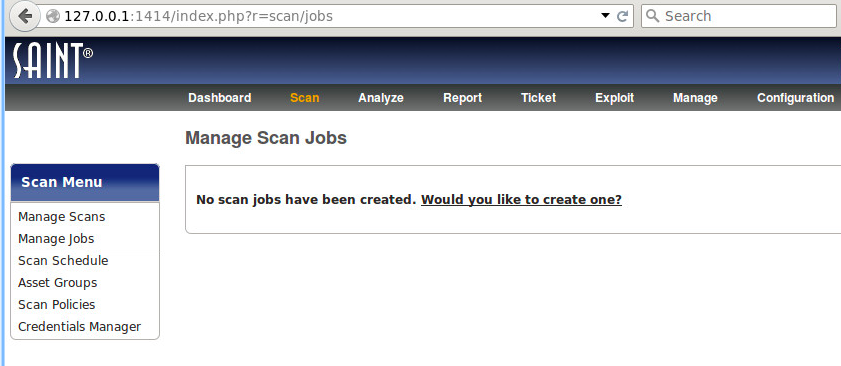 127.0.0.1:1414/index.php?r=scan/jobs
Search
SAINT®
Dashboard Scan Analyze Report Ticket Exploit Manage Configuration
Manage Scan Jobs
Scan Menu
Manage Scans
Manage Jobs
Scan Schedule
Asset Groups
Scan Policies
Credentials Manager
No scan jobs have been created. Would you like to create one?